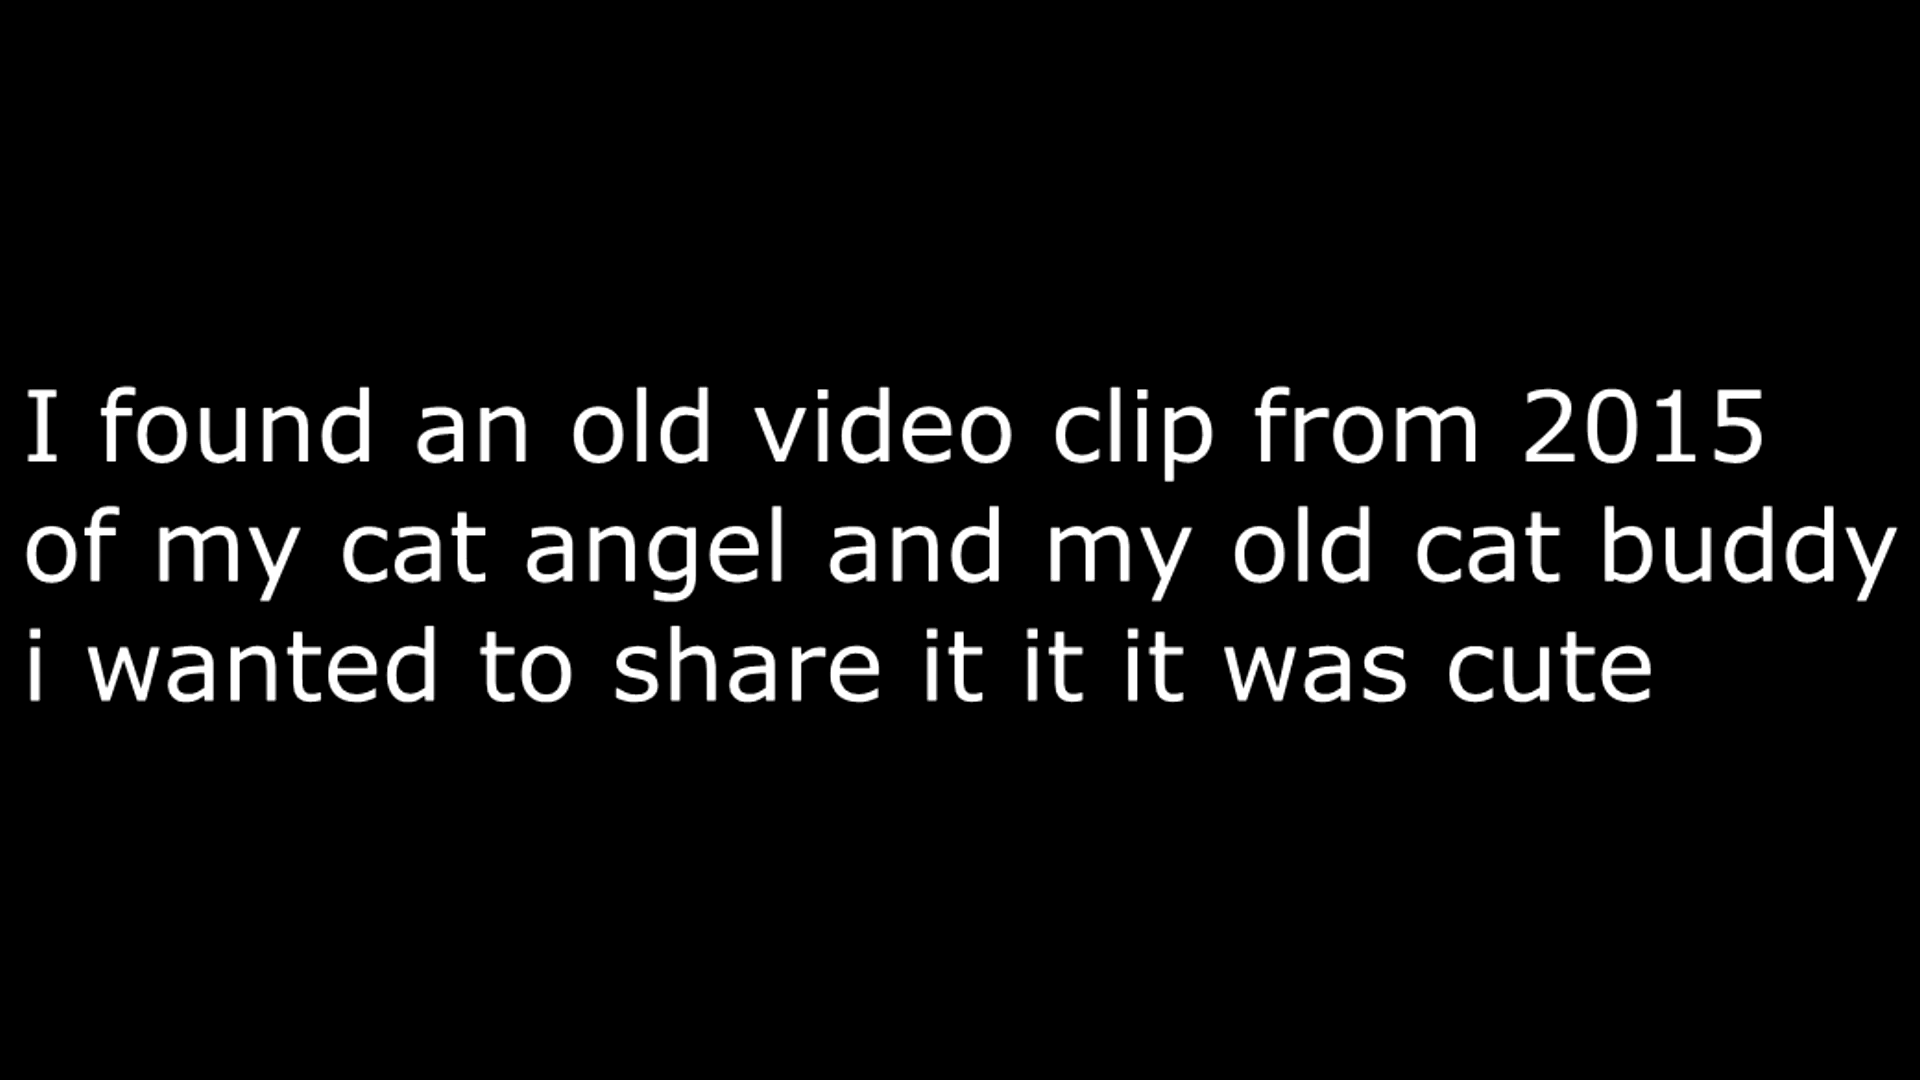 I found an old video clip from 2015
of my cat angel and my old cat buddy
i wanted to share it it it was cute